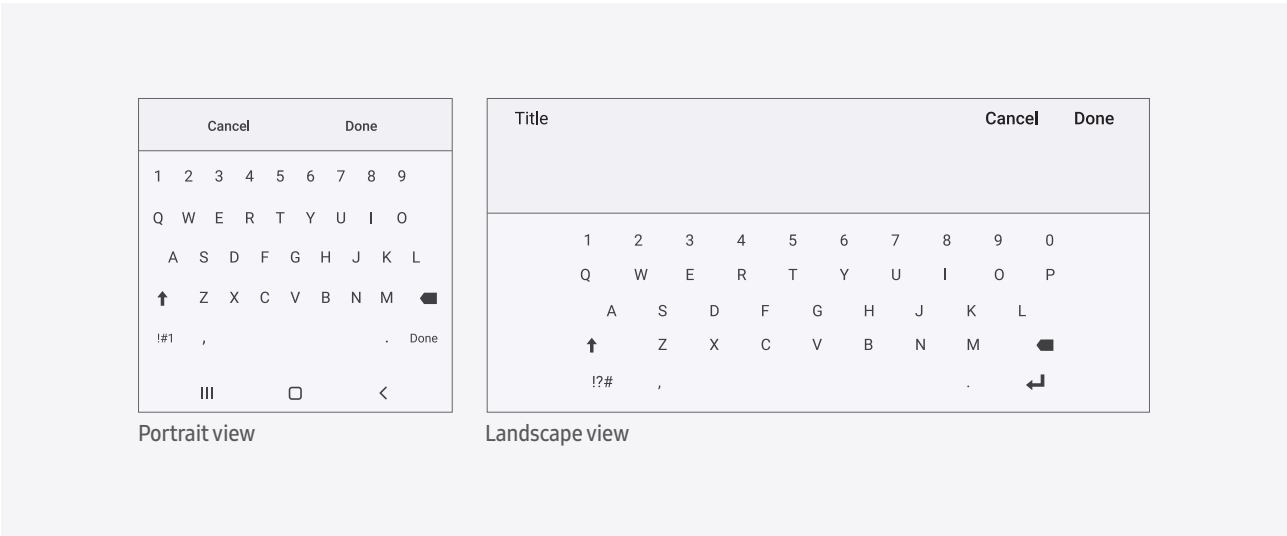 Cancel Done
1 2 3 4 5 6 7 8 9
Q W E R T Y U I O
A S D F G H J K L
Z X C V B N M
!#1 , . Done
Portrait view
Title Cancel Done
1 2 3 4 5 6 7 8 9 0
Q W E R T Y U I O P
A S D F G H J K L
Z X C V B N M
!?# , .
Landscape view